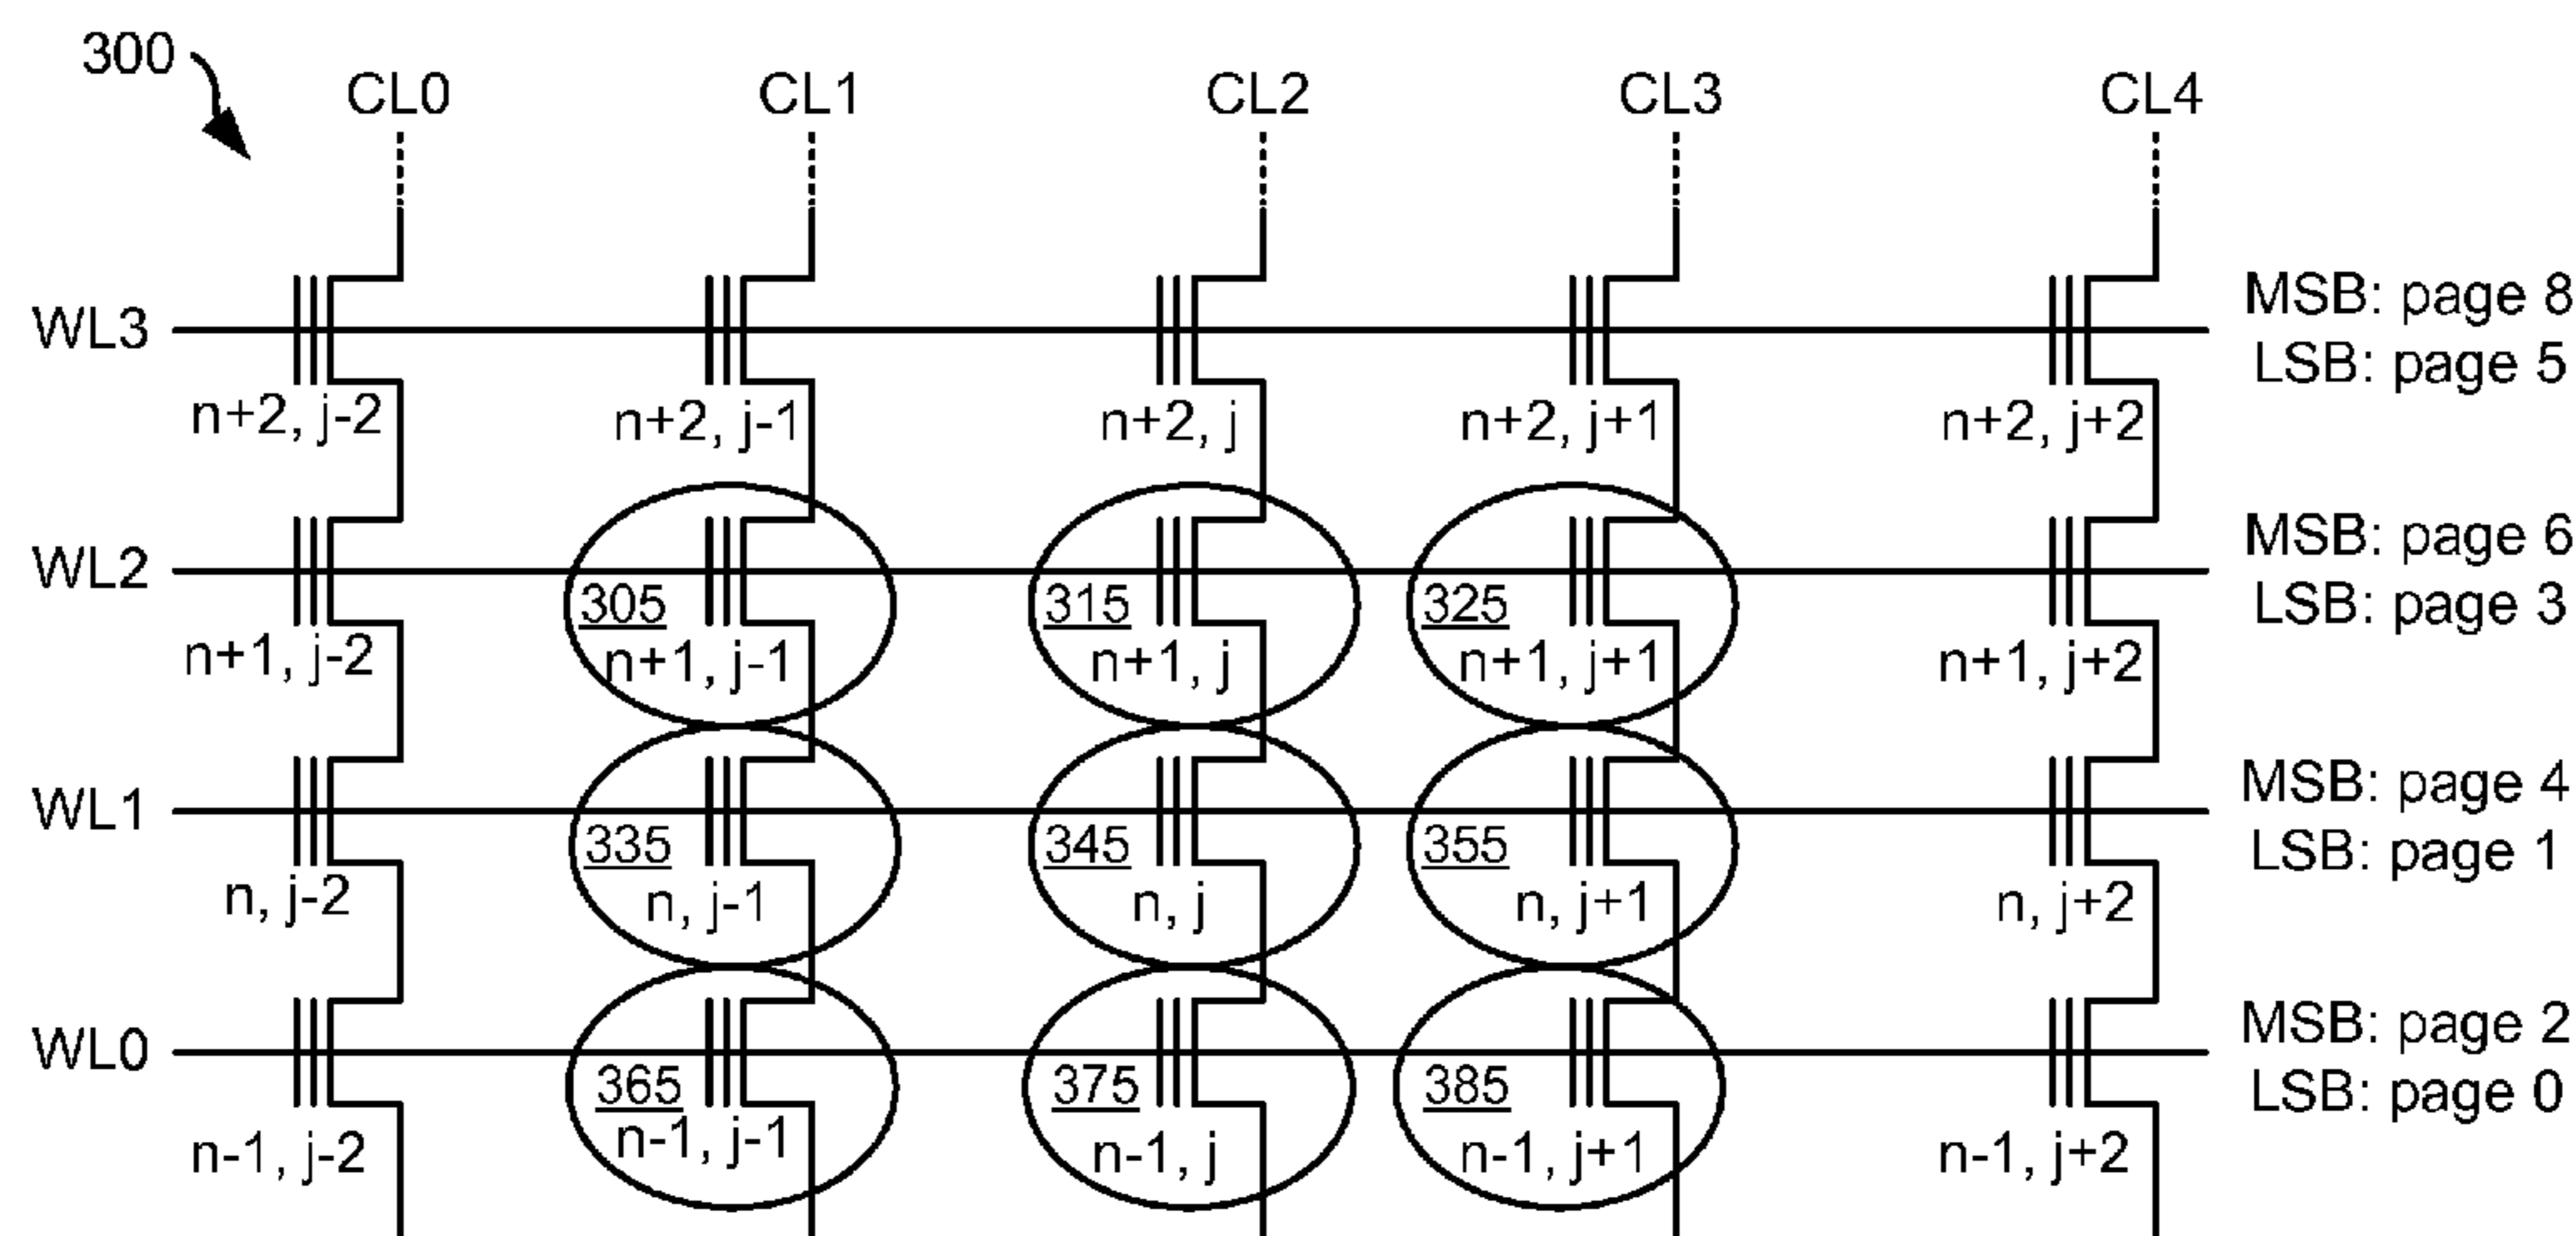 300
CL0 CL1 CL2 CL3 CL4
MSB: page 8
WL3
LSB: page 5
n+2, j-2 n+2, j-1 n+2, j n+2, j+1 n+2, j+2
MSB: page 6
WL2
305 315 325 LSB: page 3
n+1, j-2 n+1, j-1 n+1, j n+1, j+1 n+1, j+2
MSB: page 4
WL1
335 345 355 LSB: page 1
n, j-2 n, j-1 n, j n, j+1 n, j+2
MSB: page 2
WL0
365 375 385 LSB: page 0
n-1, j-2 n-1, j-1 n-1, j n-1, j+1 n-1, j+2